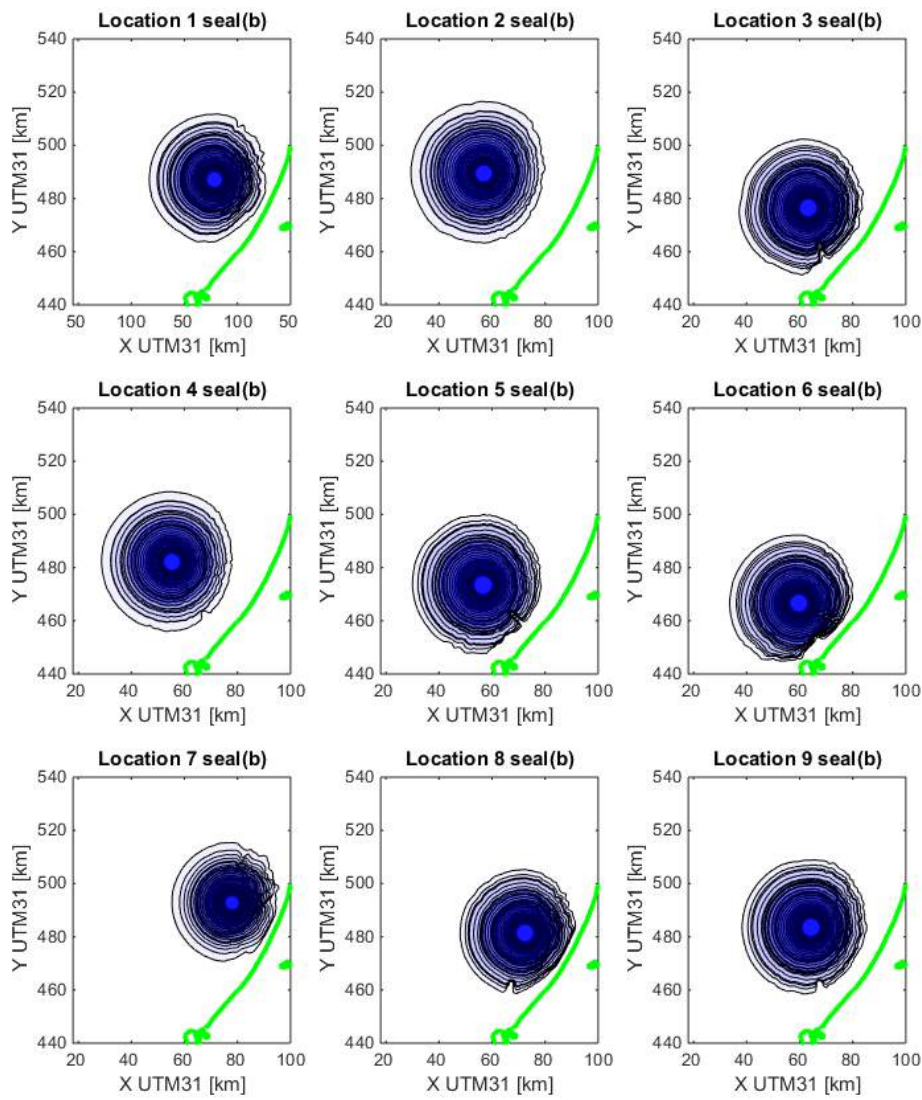 Location 1 seal(b) Location 2 seal(b) Location 3 seal(b)
540 540 540
520 520 520
500 500 500
480 480 480
460 460 460
440 440 440
Y UTM31 [km] Y UTM31 [km] Y UTM31 [km]
50 100 50 100 50 20 40 60 80 100 20 40 60 80 100
X UTM31 [km] X UTM31 [km] X UTM31 [km]
Location 4 seal(b) Location 5 seal(b) Location 6 seal(b)
540 540 540
520 520 520
500 500 500
480 480 480
460 460 460
440 440 440
Y UTM31 [km] Y UTM31 [km] Y UTM31 [km]
20 40 60 80 100 20 40 60 80 100 20 40 60 80 100
X UTM31 [km] X UTM31 [km] X UTM31 [km]
Location 7 seal(b) Location 8 seal(b) Location 9 seal(b)
540 540 540
520 520 520
500 500 500
480 480 480
460 460 460
440 440 440
Y UTM31 [km] Y UTM31 [km] Y UTM31 [km]
20 40 60 80 100 20 40 60 80 100 20 40 60 80 100
X UTM31 [km] X UTM31 [km] X UTM31 [km]